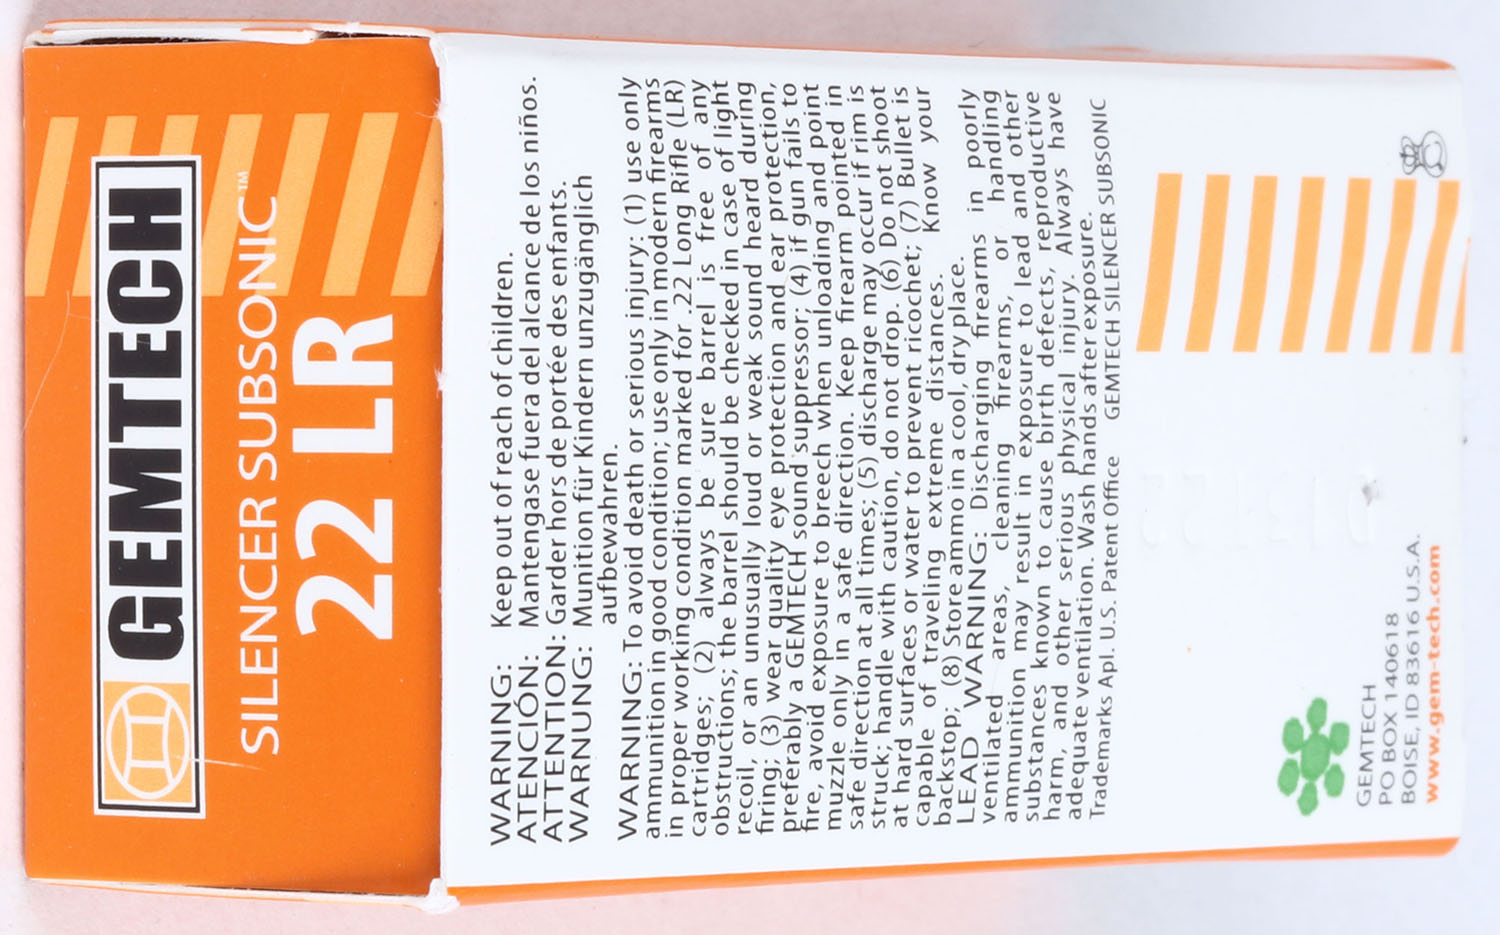 GEMTECH
SILENCER SUBSONIC™
22 LR
WARNING: Keep out of reach of children.
ATENCIÓN: Mantengase fuera del alcance de los niños.
ATTENTION: Garder hors de portée des enfants.
WARNUNG: Munition für Kindern unzugänglich
aufbewahren.
WARNING: To avoid death or serious injury: (1) use only
ammunition in good condition; use only in modern firearms
in proper working condition marked for .22 Long Rifle (LR)
cartridges; (2) always be sure barrel is free of any
obstructions; the barrel should be checked in case of light
recoil, or an unusually loud or weak sound heard during
firing; (3) wear quality eye protection and ear protection,
preferably a GEMTECH sound suppressor; (4) if gun fails to
fire, avoid exposure to breech when unloading and point
muzzle only in a safe direction. Keep firearm pointed in
safe direction at all times; (5) discharge may occur if rim is
struck; handle with caution, do not drop. (6) Do not shoot
at hard surfaces or water to prevent ricochet; (7) Bullet is
capable of traveling extreme distances. Know your
backstop; (8) Store ammo in a cool, dry place.
LEAD WARNING: Discharging firearms in poorly
ventilated areas, cleaning firearms, or handling
ammunition may result in exposure to lead and other
substances known to cause birth defects, reproductive
harm, and other serious physical injury. Always have
adequate ventilation. Wash hands after exposure.
Trademarks Apl. U.S. Patent Office GEMTECH SILENCER SUBSONIC
GEMTECH
PO BOX 140618
BOISE, ID 83616 U.S.A.
www.gem-tech.com